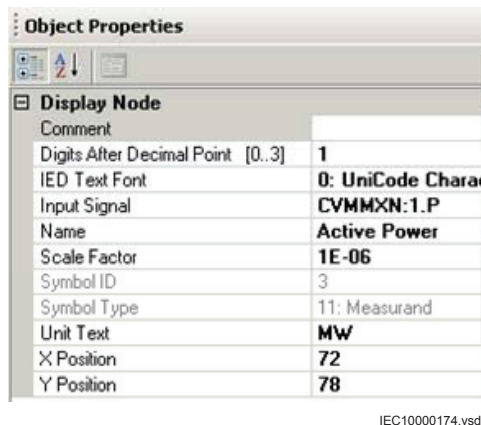 Object Properties
Display Node
Comment
Digits After Decimal Point [0..3] 1
IED Text Font 0: UniCode Chara
Input Signal CVMMXN:1.P
Name Active Power
Scale Factor 1E-06
Symbol ID 3
Symbol Type 11: Measurand
Unit Text MW
X Position 72
Y Position 78
IEC10000174.vsd